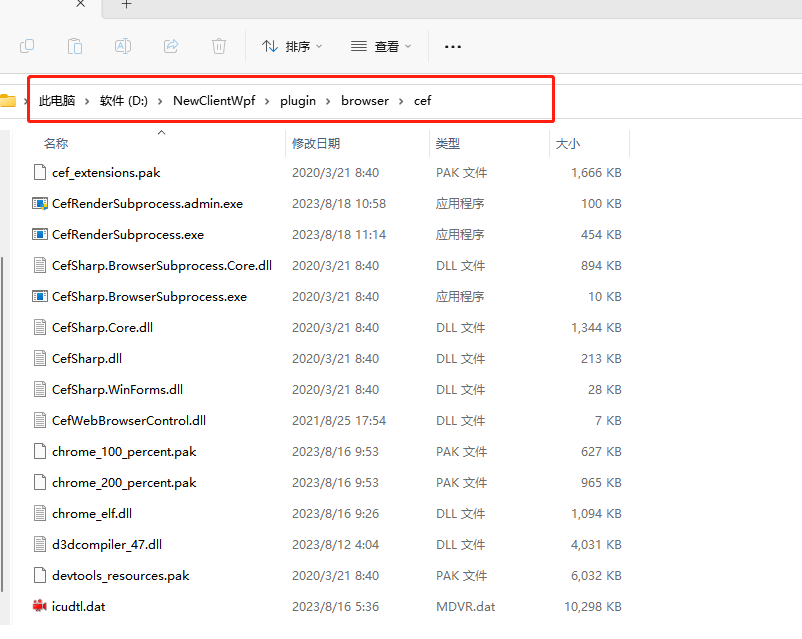 排序 查看
此电脑 > 软件 (D:) > NewClientWpf > plugin > browser > cef
名称 修改日期 类型 大小
cef_extensions.pak 2020/3/21 8:40 PAK 文件 1,666 KB
CefRenderSubprocess.admin.exe 2023/8/18 10:58 应用程序 100 KB
CefRenderSubprocess.exe 2023/8/18 11:14 应用程序 454 KB
CefSharp.BrowserSubprocess.Core.dll 2020/3/21 8:40 DLL 文件 894 KB
CefSharp.BrowserSubprocess.exe 2020/3/21 8:40 应用程序 10 KB
CefSharp.Core.dll 2020/3/21 8:40 DLL 文件 1,344 KB
CefSharp.dll 2020/3/21 8:40 DLL 文件 213 KB
CefSharp.WinForms.dll 2020/3/21 8:40 DLL 文件 28 KB
CefWebBrowserControl.dll 2021/8/25 17:54 DLL 文件 7 KB
chrome_100_percent.pak 2023/8/16 9:53 PAK 文件 627 KB
chrome_200_percent.pak 2023/8/16 9:53 PAK 文件 965 KB
chrome_elf.dll 2023/8/16 9:26 DLL 文件 1,094 KB
d3dcompiler_47.dll 2023/8/12 4:04 DLL 文件 4,031 KB
devtools_resources.pak 2020/3/21 8:40 PAK 文件 6,032 KB
icudtl.dat 2023/8/16 5:36 MDVR.dat 10,298 KB